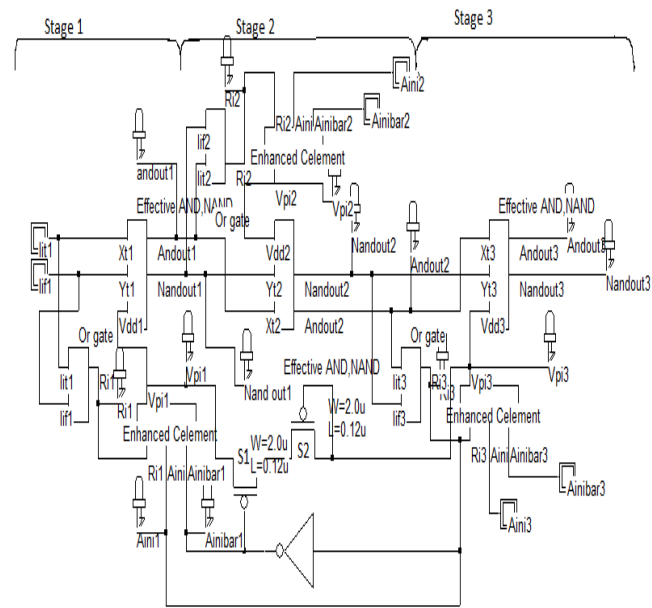 Stage 1
Stage 2
Stage 3
Aini2
Ri2
Ri2 Aini Ainibar2
Ainibar2
Iif2
Iit2
Enhanced Celement
andout1
Ri2
Vpi2
Vpi2
Effective AND,NAND
Or gate
Effective AND,NAND
Iit1
Xt1
Andout1
Vdd2
Nandout2
Andout2
Xt3
Andout3
Andout3
Iif1
Yt1
Nandout1
Yt2
Nandout2
Yt3
Nandout3
Nandout3
Vdd1
Xt2
Andout2
Vdd3
Or gate
Or gate
Iit1
Ri1
Ri1
Vpi1
Vpi1
Nand out1
Effective AND,NAND
Iit3
Ri3
Ri3
Vpi3
Vpi3
Iif1
Iif3
W=2.0u
L=0.12u
Enhanced Celement
Enhanced Celement
S1
W=2.0u
L=0.12u
S2
Ri1 Aini Ainibar1
Ri3 Aini Ainibar3
Ainibar3
Aini3
Aini1
Ainibar1